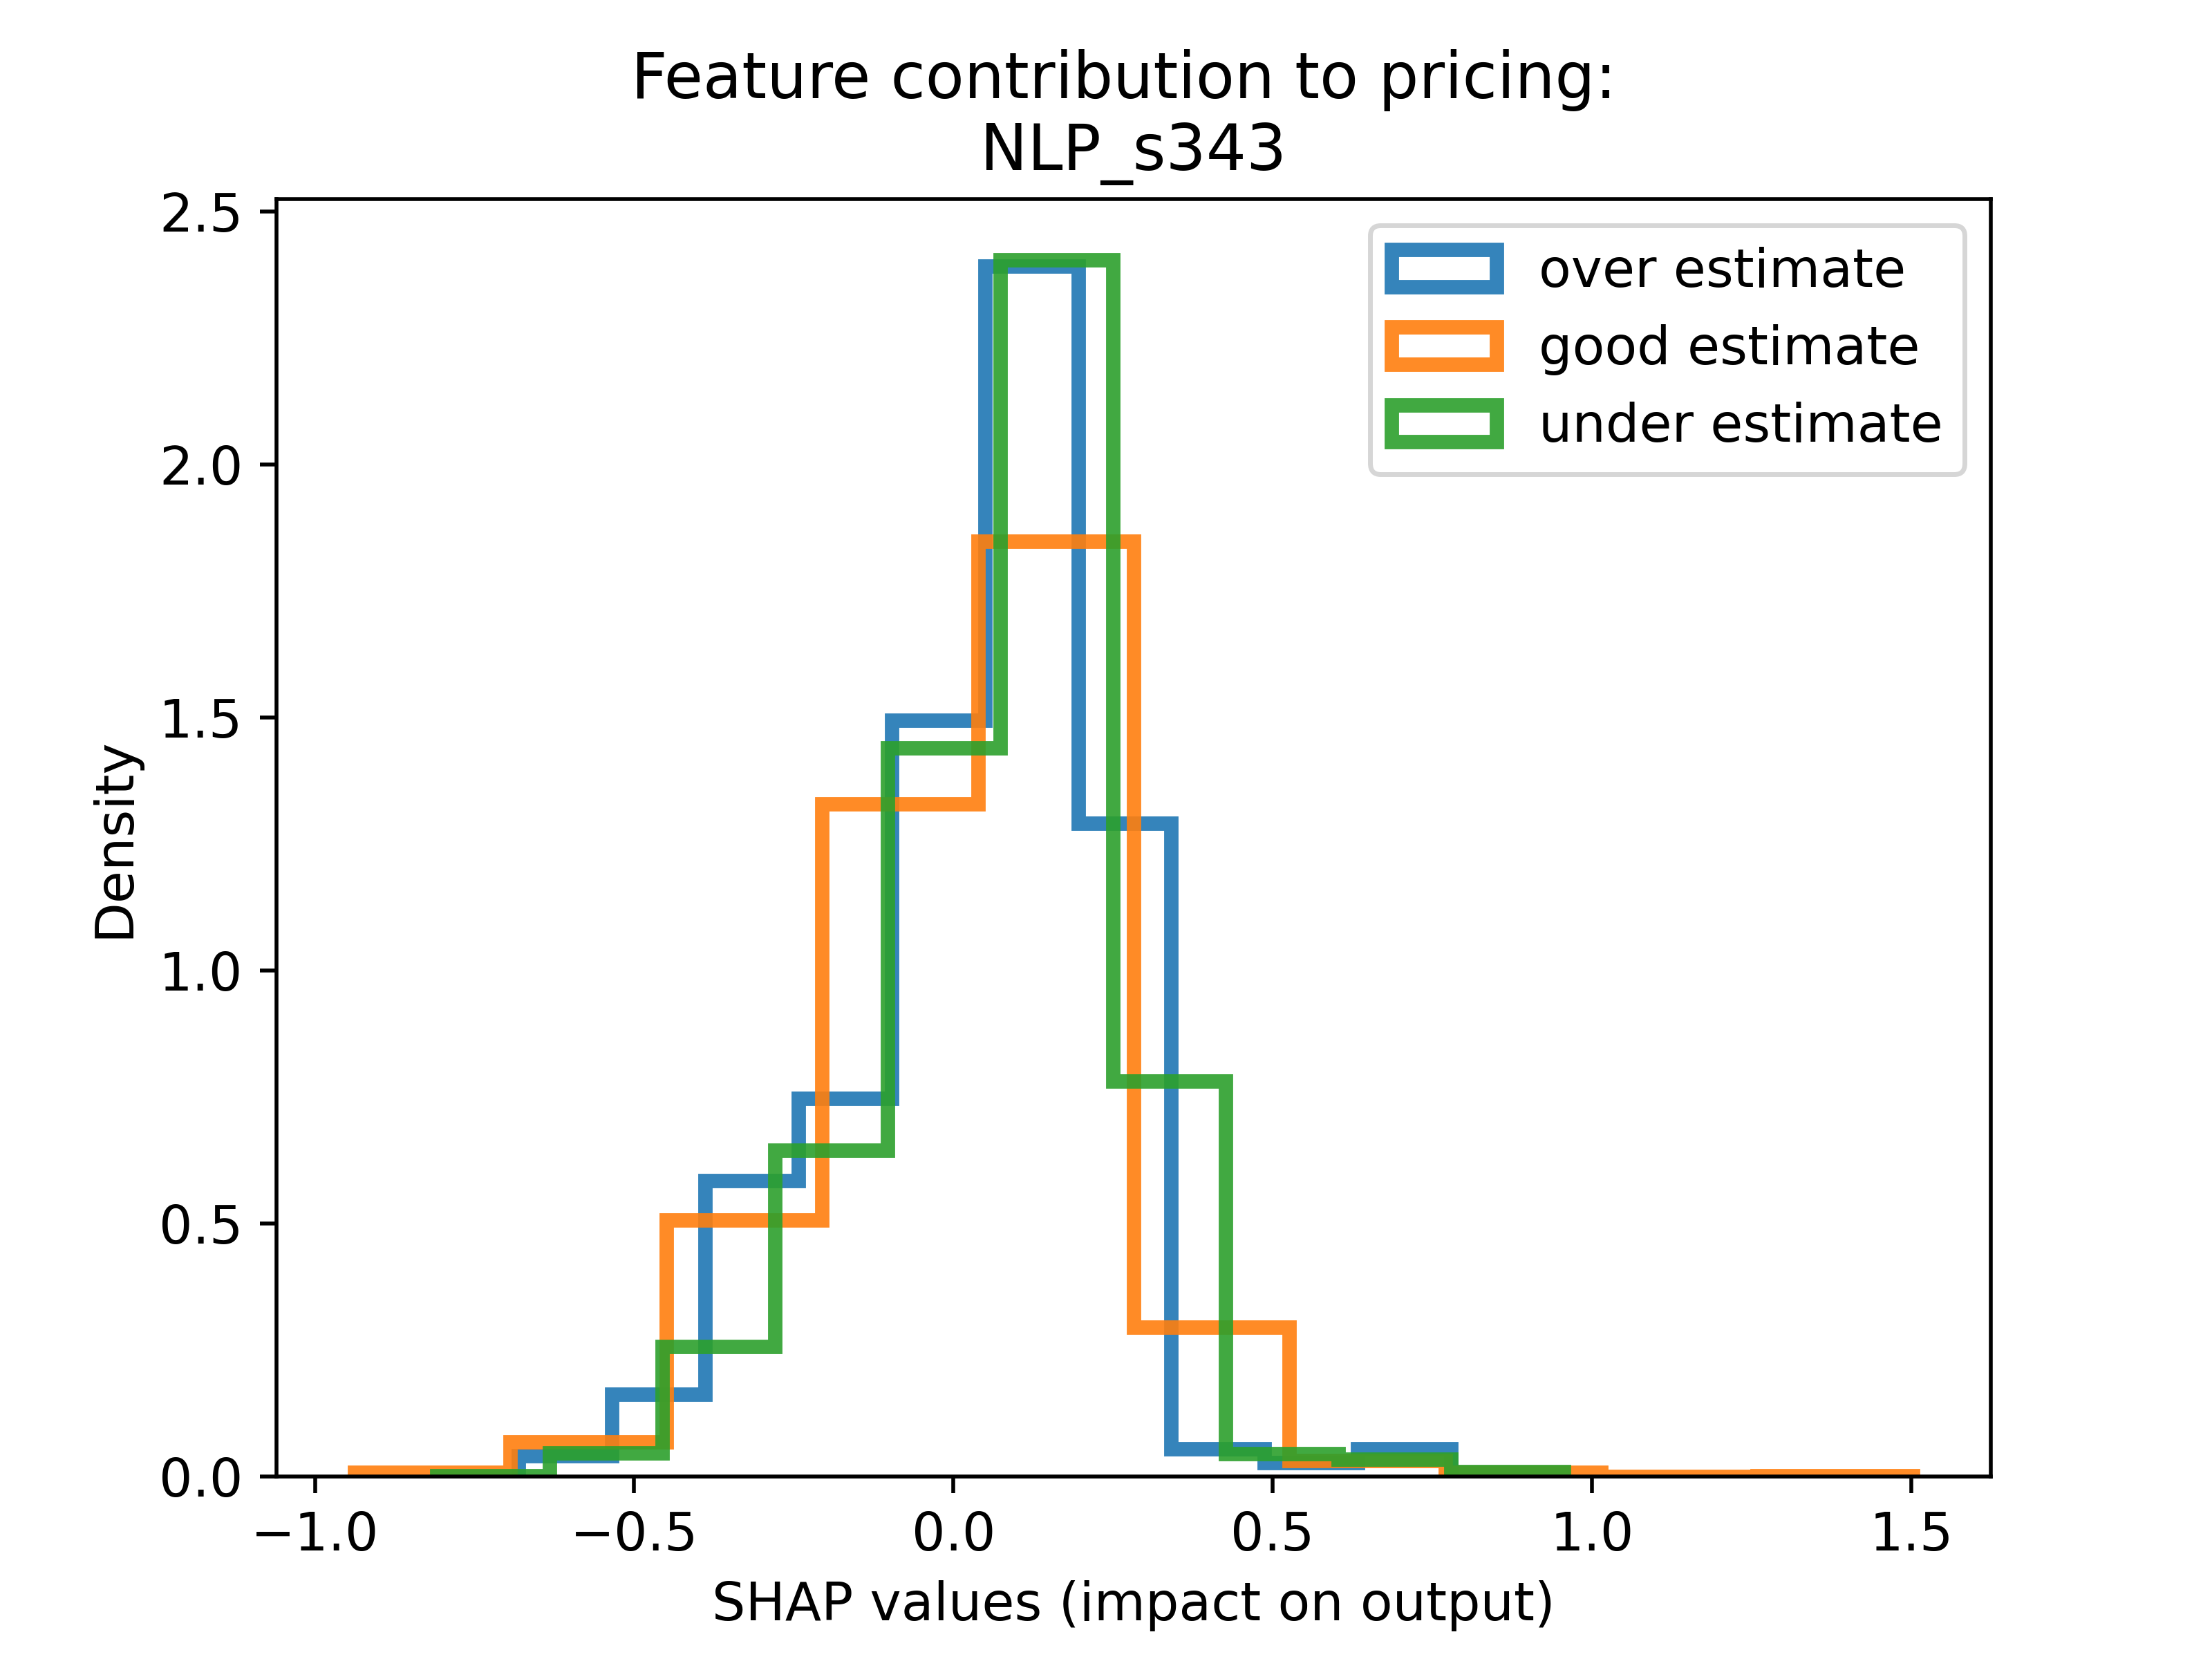 Feature contribution to pricing:
NLP_s343
2.5
2.0
1.5
1.0
0.5
0.0
Density
over estimate
good estimate
under estimate
−1.0
−0.5
0.0
0.5
1.0
1.5
SHAP values (impact on output)